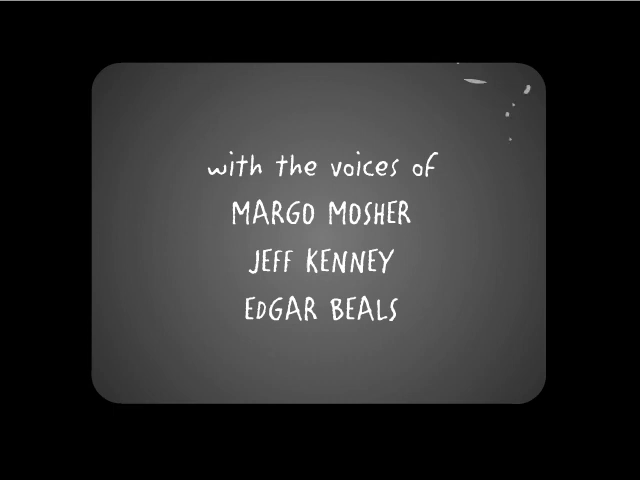 with the voices of
MARGO MOSHER
JEFF KENNEY
EDGAR BEALS